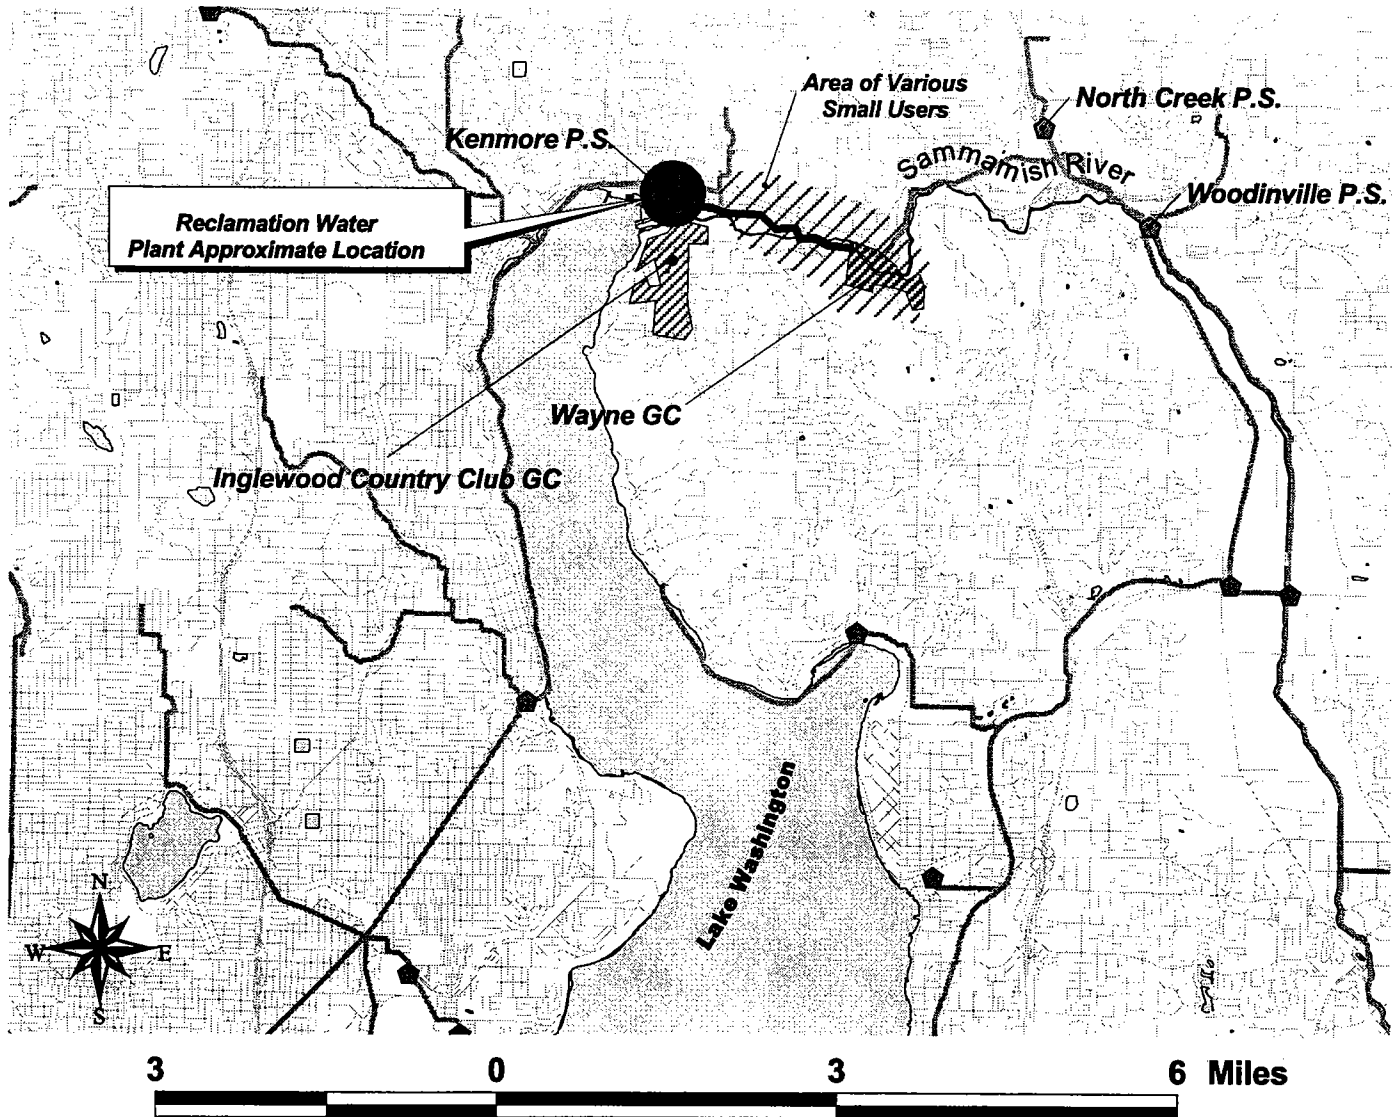 Area of Various
Small Users
North Creek P.S.
Kenmore P.S.
Sammamish River
Woodinville P.S.
Reclamation Water
Plant Approximate Location
Wayne GC
Inglewood Country Club GC
Lake Washington
N
W E
S
3 0 3 6 Miles